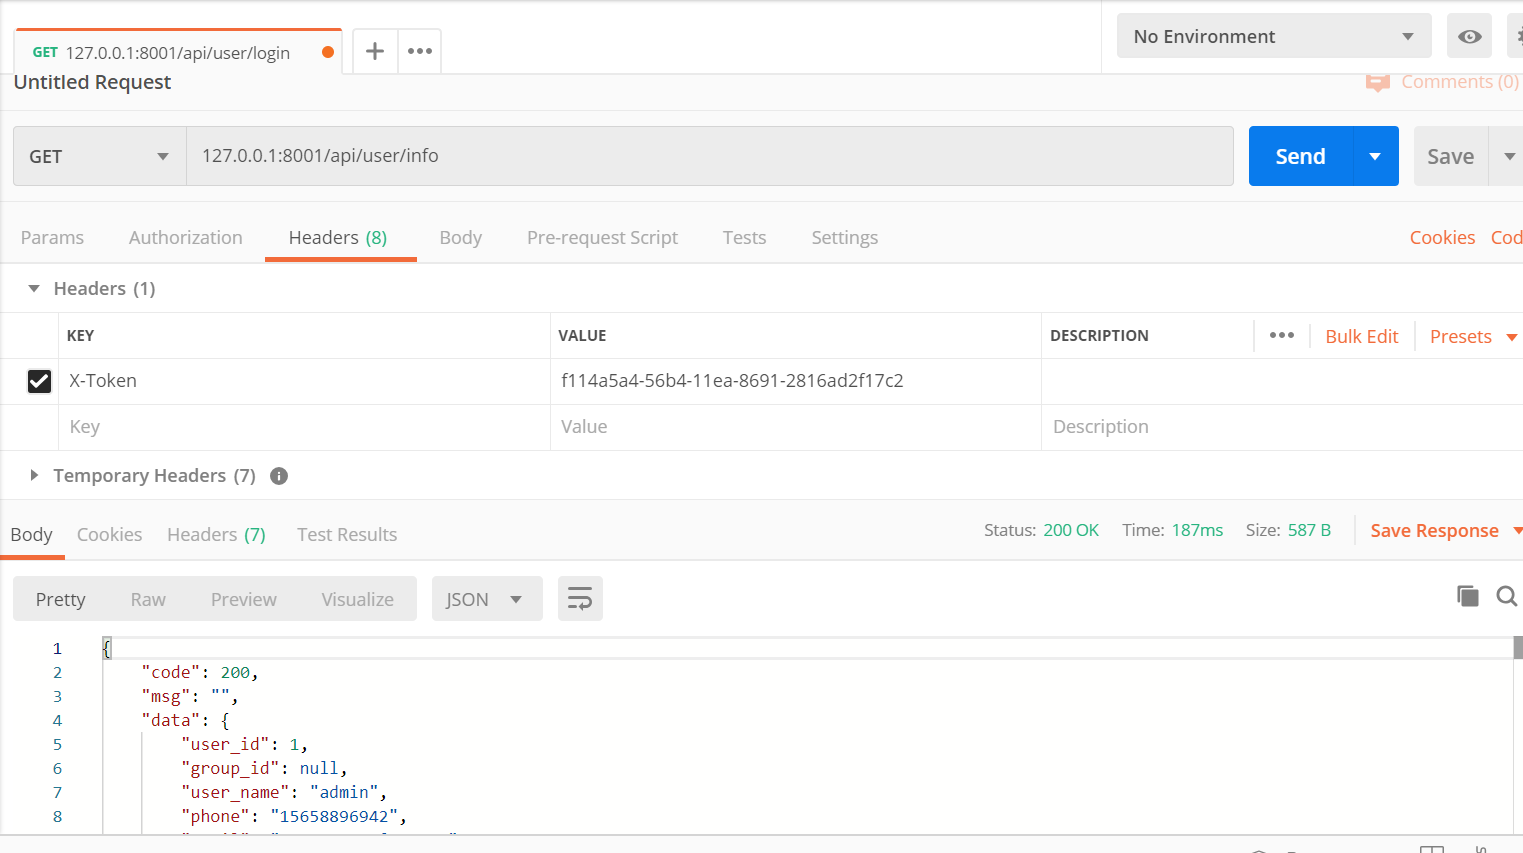 GET 127.0.0.1:8001/api/user/login
No Environment
Untitled Request
Comments (0)
GET 127.0.0.1:8001/api/user/info Send Save
Params Authorization Headers (8) Body Pre-request Script Tests Settings Cookies Cod
Headers (1)
KEY VALUE DESCRIPTION ••• Bulk Edit Presets
X-Token f114a5a4-56b4-11ea-8691-2816ad2f17c2
Key Value Description
Temporary Headers (7)
Body Cookies Headers (7) Test Results Status: 200 OK Time: 187ms Size: 587 B Save Response
Pretty Raw Preview Visualize JSON
1 {
2 "code": 200,
3 "msg": "",
4 "data": {
5 "user_id": 1,
6 "group_id": null,
7 "user_name": "admin",
8 "phone": "15658896942",